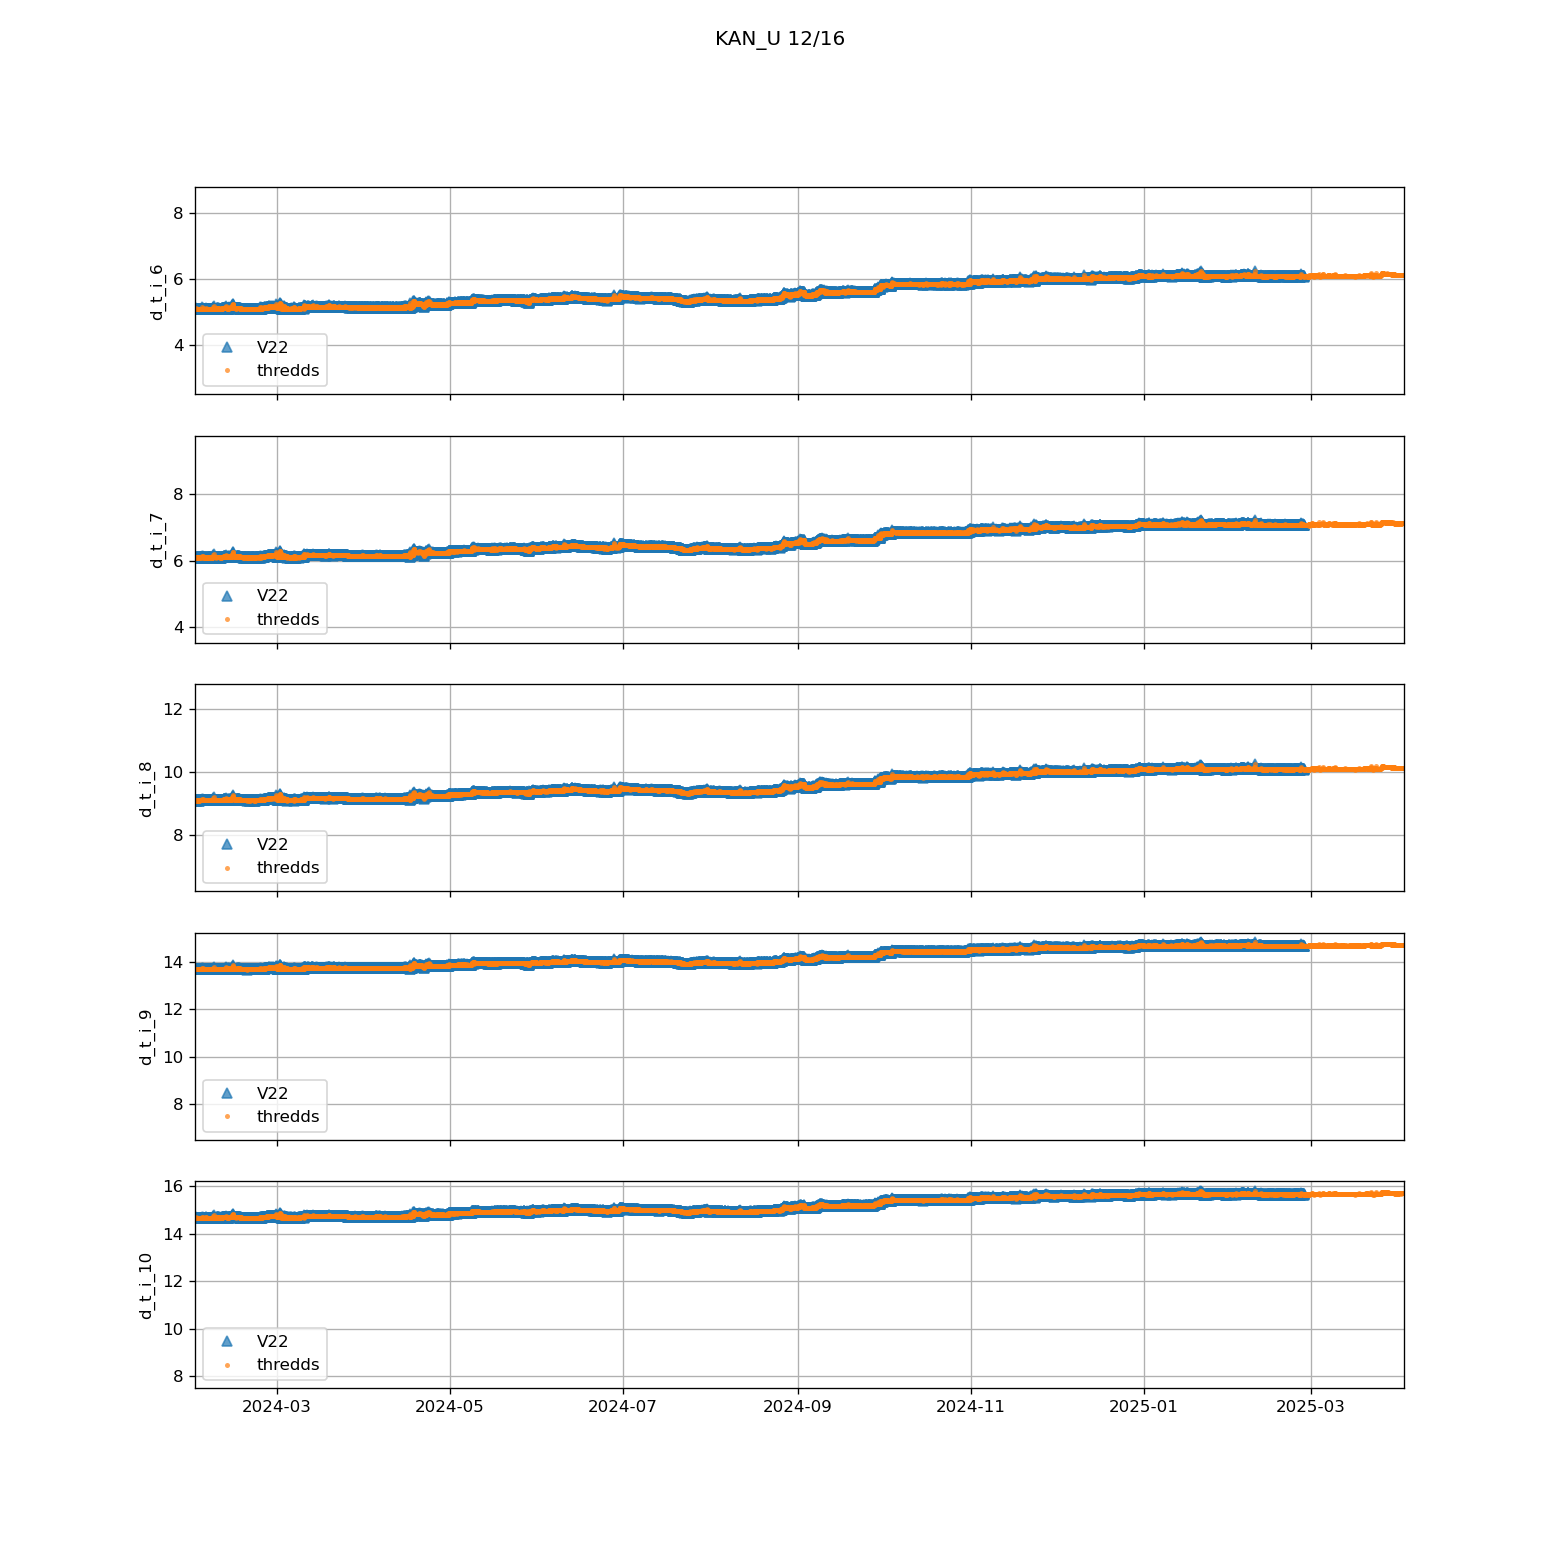 KAN_U 12/16
8
6
4
d_t_i_6
V22
thredds
8
6
4
d_t_i_7
V22
thredds
12
10
8
d_t_i_8
V22
thredds
14
12
10
8
d_t_i_9
V22
thredds
16
14
12
10
8
d_t_i_10
V22
thredds
2024-03 2024-05 2024-07 2024-09 2024-11 2025-01 2025-03